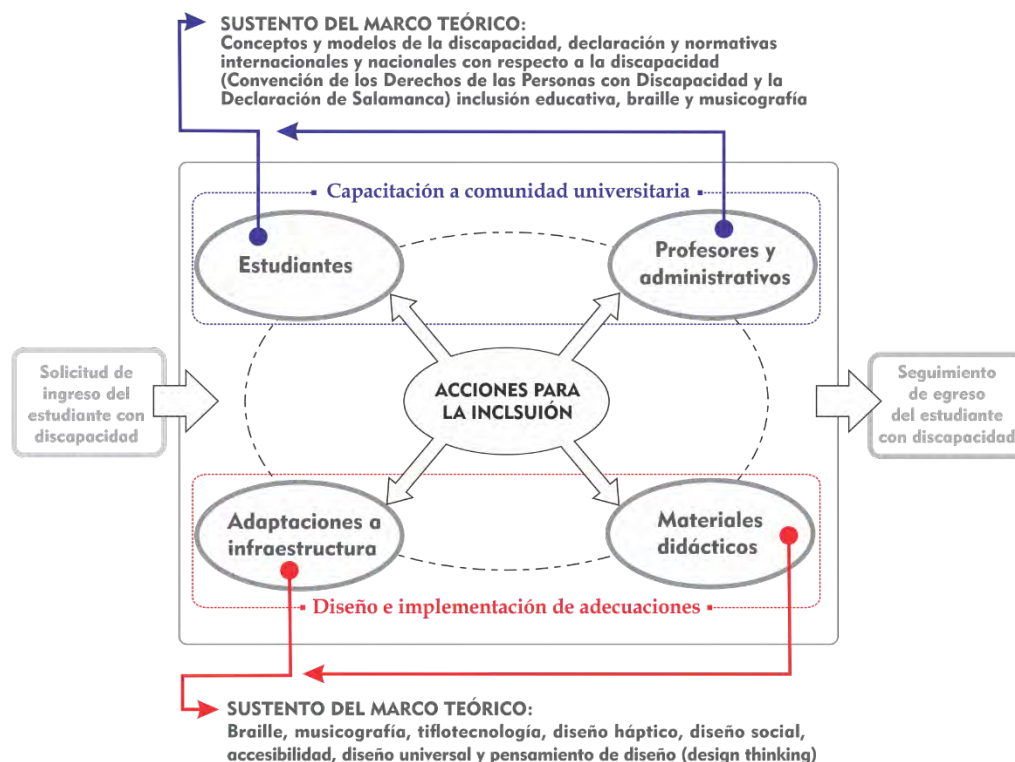 SUSTENTO DEL MARCO TEÓRICO:
Conceptos y modelos de la discapacidad, declaración y normativas
internacionales y nacionales con respecto a la discapacidad
(Convención de los Derechos de las Personas con Discapacidad y la
Declaración de Salamanca) inclusión educativa, braille y musicografía
Capacitación a comunidad universitaria
Estudiantes
Profesores y
administrativos
Solicitud de
ingreso del
estudiante con
discapacidad
ACCIONES PARA
LA INCLSUIÓN
Seguimiento
de egreso
del estudiante
con discapacidad
Adaptaciones a
infraestructura
Materiales
didácticos
Diseño e implementación de adecuaciones
SUSTENTO DEL MARCO TEÓRICO:
Braille, musicografía, tiflotecnología, diseño háptico, diseño social,
accesibilidad, diseño universal y pensamiento de diseño (design thinking)